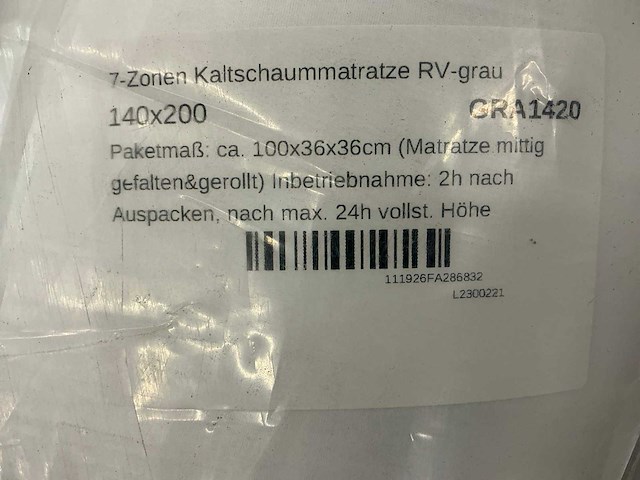 7-Zonen Kaltschaummatratze RV-grau
140x200 GRA1420
Paketmaß: ca. 100x36x36cm (Matratze mittig
gefalten&gerollt) Inbetriebnahme: 2h nach
Auspacken, nach max. 24h vollst. Höhe
111926FA286832
L2300221